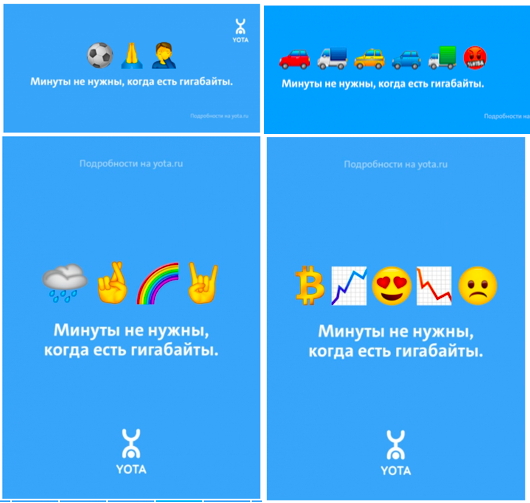 YOTA
Минуты не нужны, когда есть гигабайты.
Подробности на yota.ru
Минуты не нужны, когда есть гигабайты.
Подробности на yota
Подробности на yota.ru
Минуты не нужны,
когда есть гигабайты.
YOTA
Подробности на yota.ru
Минуты не нужны,
когда есть гигабайты.
YOTA